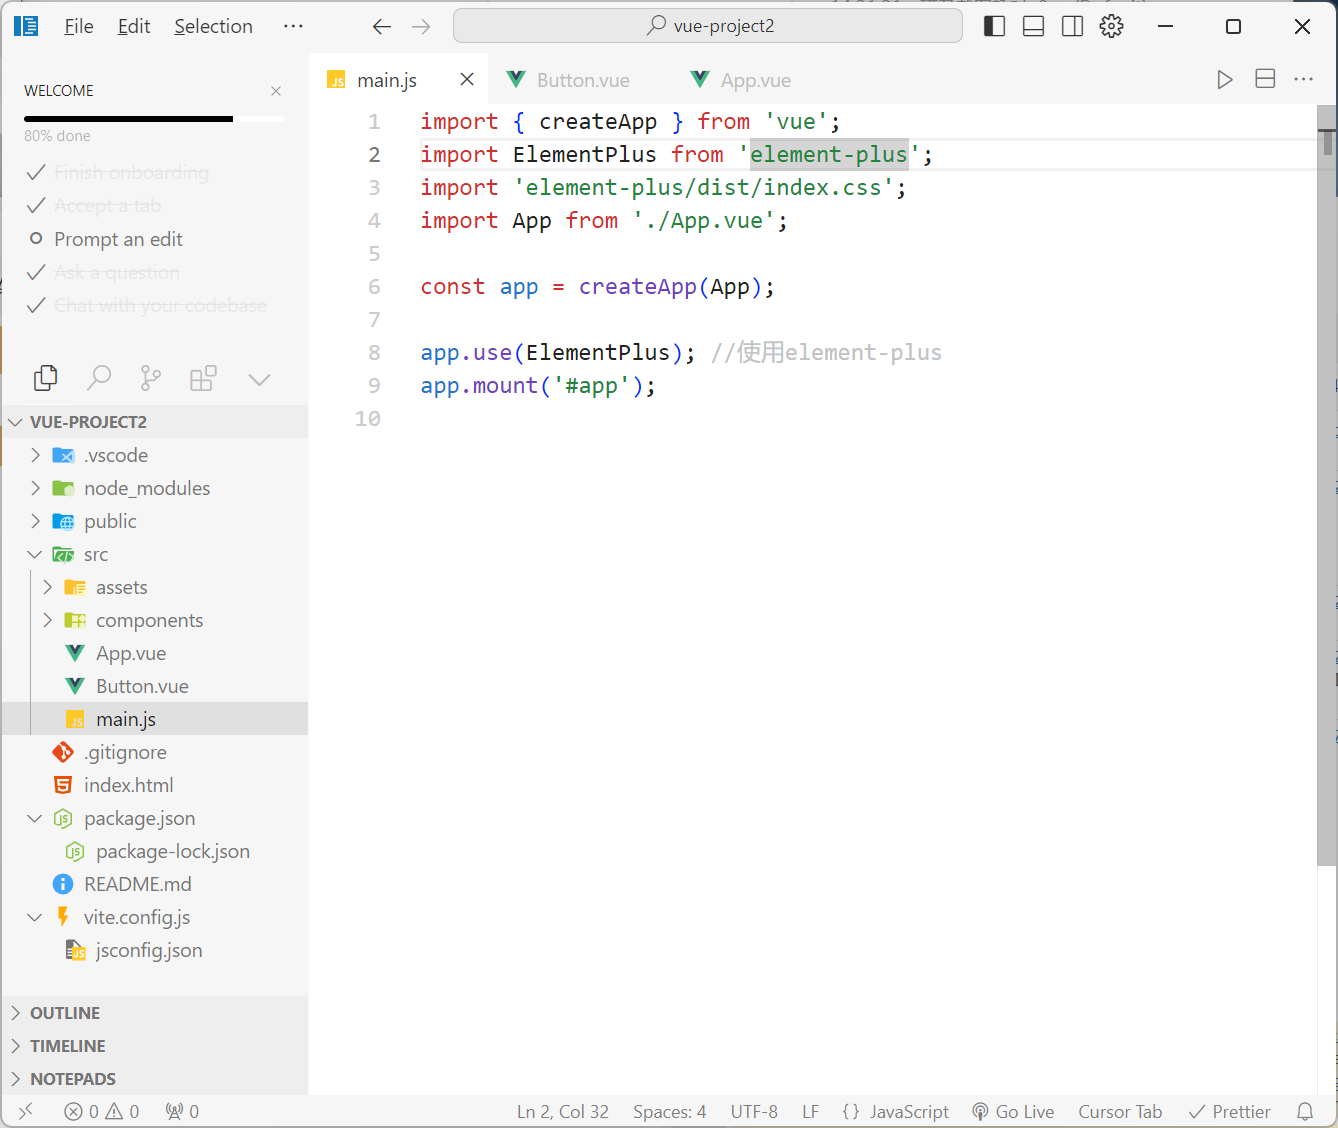 File Edit Selection ··· vue-project2
WELCOME
80% done
Finish onboarding
Accept a tab
Prompt an edit
Ask a question
Chat with your codebase
VUE-PROJECT2
.vscode
node_modules
public
src
assets
components
App.vue
Button.vue
main.js
.gitignore
index.html
package.json
package-lock.json
README.md
vite.config.js
jsconfig.json
OUTLINE
TIMELINE
NOTEPADS
main.js Button.vue App.vue
1 import { createApp } from 'vue';
2 import ElementPlus from 'element-plus';
3 import 'element-plus/dist/index.css';
4 import App from './App.vue';
5
6 const app = createApp(App);
7
8 app.use(ElementPlus); //使用element-plus
9 app.mount('#app');
10
0 0 0 Ln 2, Col 32 Spaces: 4 UTF-8 LF {} JavaScript Go Live Cursor Tab Prettier